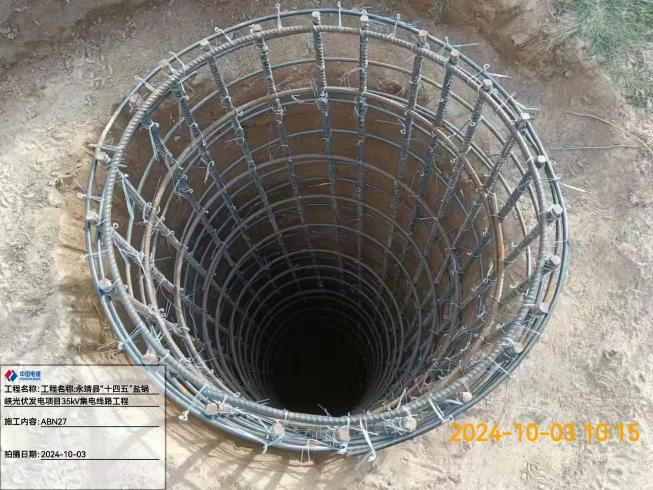 中国电建
工程名称:工程名称:永靖县"十四五"盐锅
峡光伏发电项目35kV集电线路工程
施工内容:ABN27
拍摄日期:2024-10-03
2024-10-03 10:15